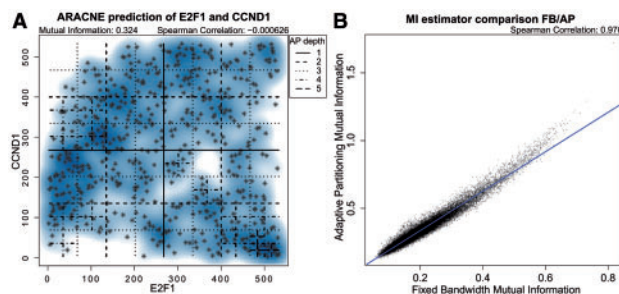 A
ARACNE prediction of E2F1 and CCND1
Mutual Information: 0.324 Spearman Correlation: −0.000626
AP depth
1
2
3
4
5
500
400
300
200
100
0
CCND1
0 100 200 300 400 500
E2F1
B
MI estimator comparison FB/AP
Spearman Correlation: 0.97
1.5
1.0
0.5
Adaptive Partitioning Mutual Information
0.2 0.4 0.6 0.8
Fixed Bandwidth Mutual Information